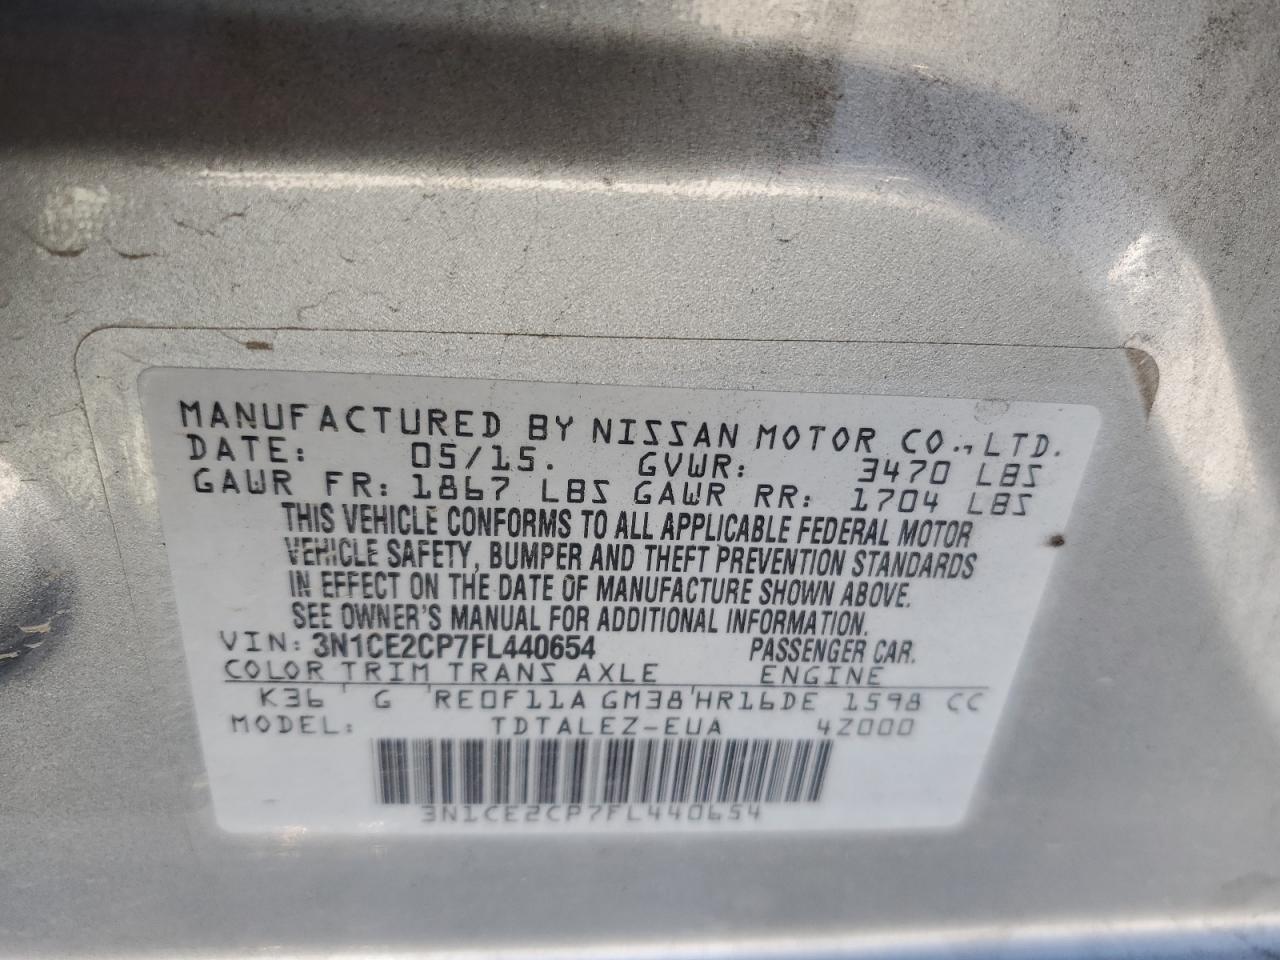 MANUFACTURED BY NISSAN MOTOR CO., LTD.
DATE: 05/15. GVWR: 3470 LBS
GAWR FR: 1867 LBS GAWR RR: 1704 LBS
THIS VEHICLE CONFORMS TO ALL APPLICABLE FEDERAL MOTOR
VEHICLE SAFETY, BUMPER AND THEFT PREVENTION STANDARDS
IN EFFECT ON THE DATE OF MANUFACTURE SHOWN ABOVE.
SEE OWNER'S MANUAL FOR ADDITIONAL INFORMATION.
VIN: 3N1CE2CP7FL440654 PASSENGER CAR.
COLOR TRIM TRANS AXLE ENGINE
K36 G RE0F11A GM38 HR16DE 1598 CC
MODEL: TDTALEZ-EUA 4Z000
3N1CE2CP7FL440654